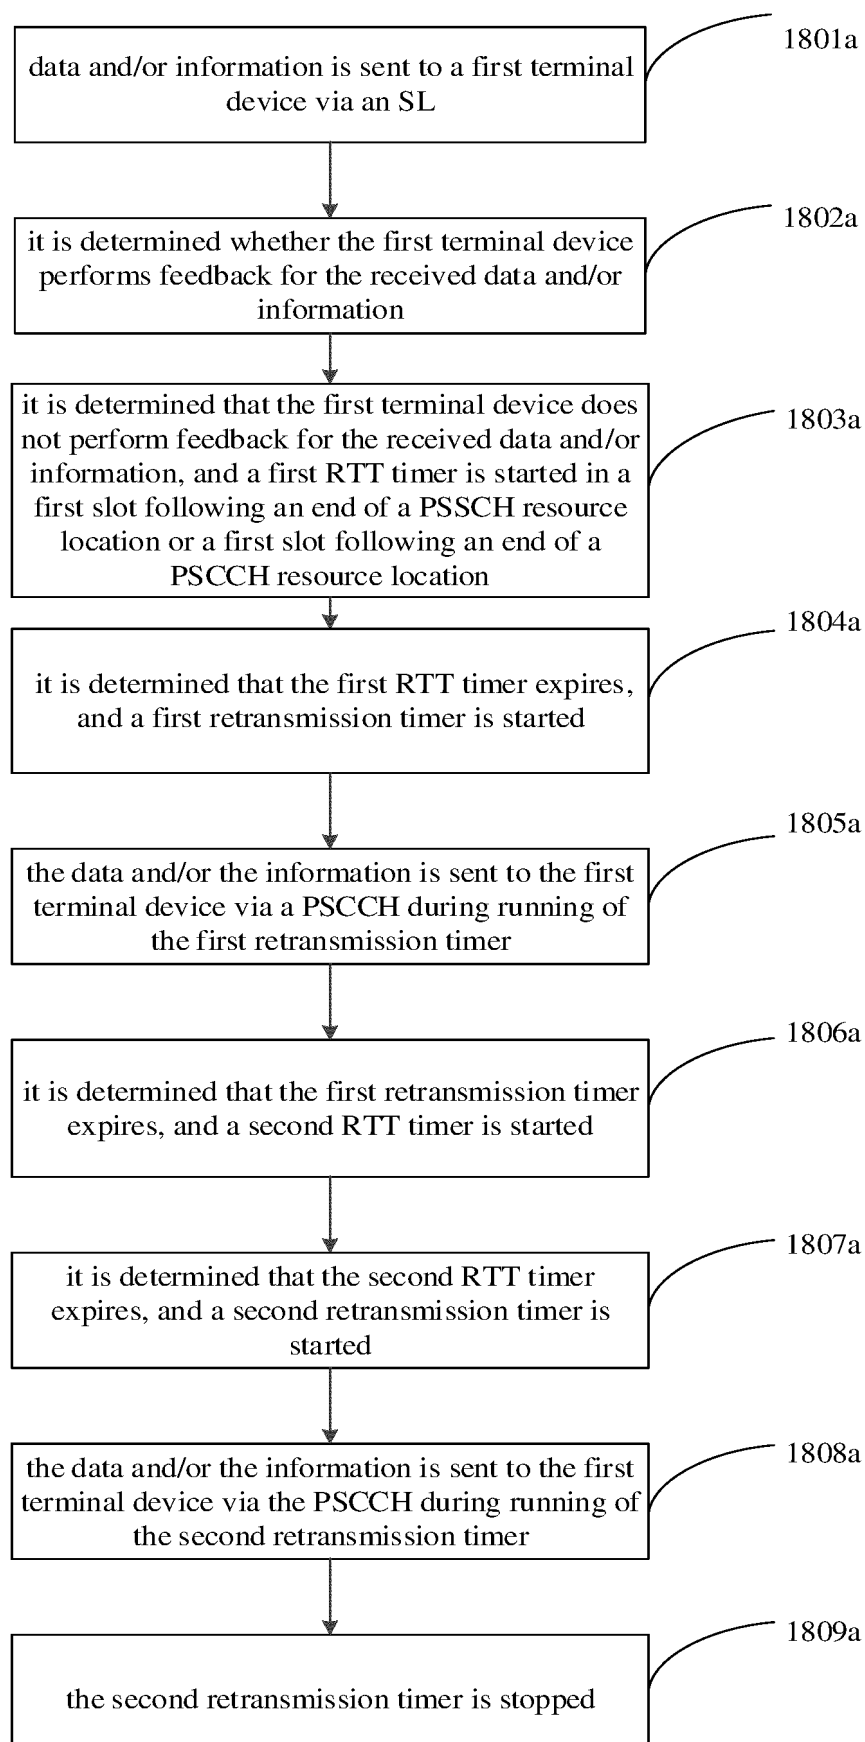 1801a
data and/or information is sent to a first terminal
device via an SL
1802a
it is determined whether the first terminal device
performs feedback for the received data and/or
information
1803a
it is determined that the first terminal device does
not perform feedback for the received data and/or
information, and a first RTT timer is started in a
first slot following an end of a PSSCH resource
location or a first slot following an end of a
PSCCH resource location
1804a
it is determined that the first RTT timer expires,
and a first retransmission timer is started
1805a
the data and/or the information is sent to the first
terminal device via a PSCCH during running of
the first retransmission timer
1806a
it is determined that the first retransmission timer
expires, and a second RTT timer is started
1807a
it is determined that the second RTT timer
expires, and a second retransmission timer is
started
1808a
the data and/or the information is sent to the first
terminal device via the PSCCH during running of
the second retransmission timer
1809a
the second retransmission timer is stopped